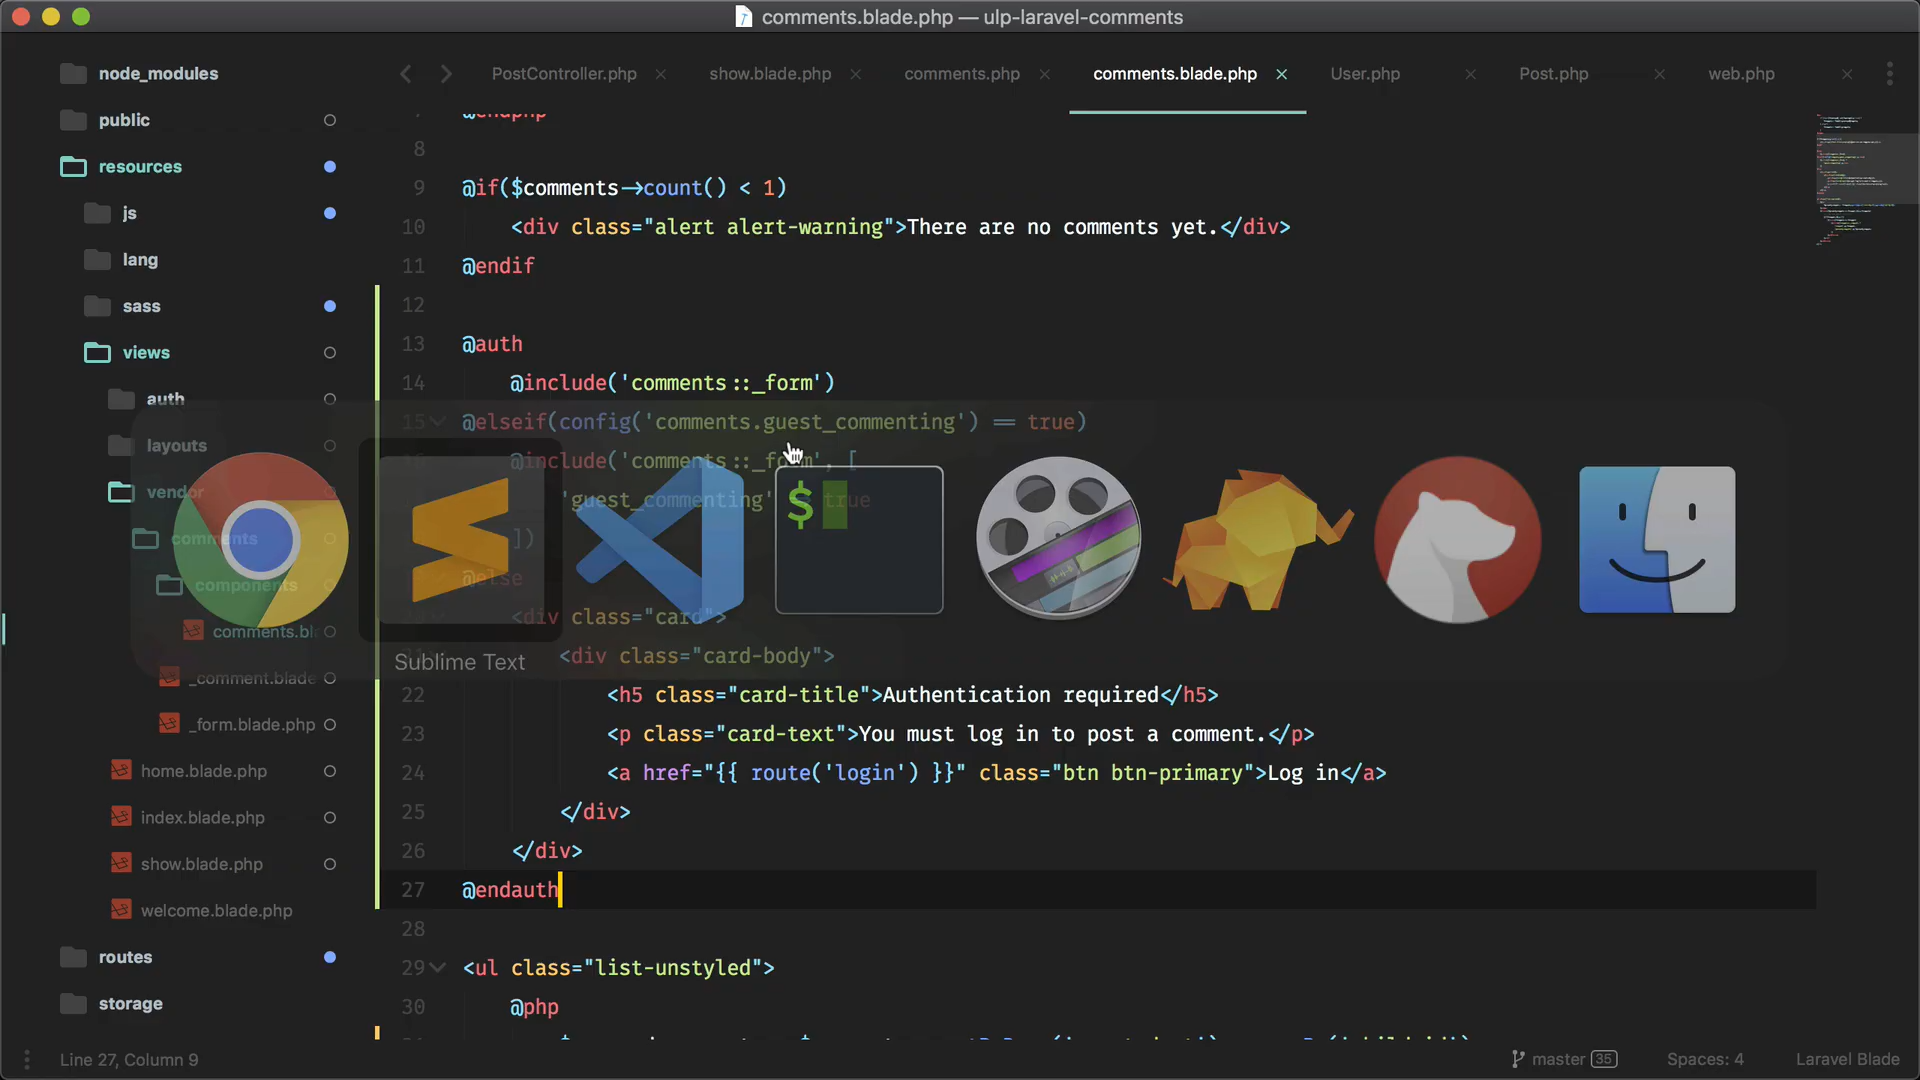 comments.blade.php — ulp-laravel-comments
node_modules
public
resources
js
lang
sass
views
auth
layouts
vendor
comments
components
comments.bl
_comment.blade
_form.blade.php
home.blade.php
index.blade.php
show.blade.php
welcome.blade.php
routes
storage
PostController.php × show.blade.php × comments.php × comments.blade.php × User.php × Post.php × web.php ×
@endphp
8
9 @if($comments->count() < 1)
10 <div class="alert alert-warning">There are no comments yet.</div>
11 @endif
12
13 @auth
14 @include('comments::_form')
15 @elseif(config('comments.guest_commenting') == true)
@include('comments::_form', [
'guest_commenting' true
])
@else
<div class="card">
<div class="card-body">
22 <h5 class="card-title">Authentication required</h5>
23 <p class="card-text">You must log in to post a comment.</p>
24 <a href="{{ route('login') }}" class="btn btn-primary">Log in</a>
25 </div>
26 </div>
27 @endauth
28
29 <ul class="list-unstyled">
30 @php
$
Sublime Text
Line 27, Column 9
master 35
Spaces: 4
Laravel Blade